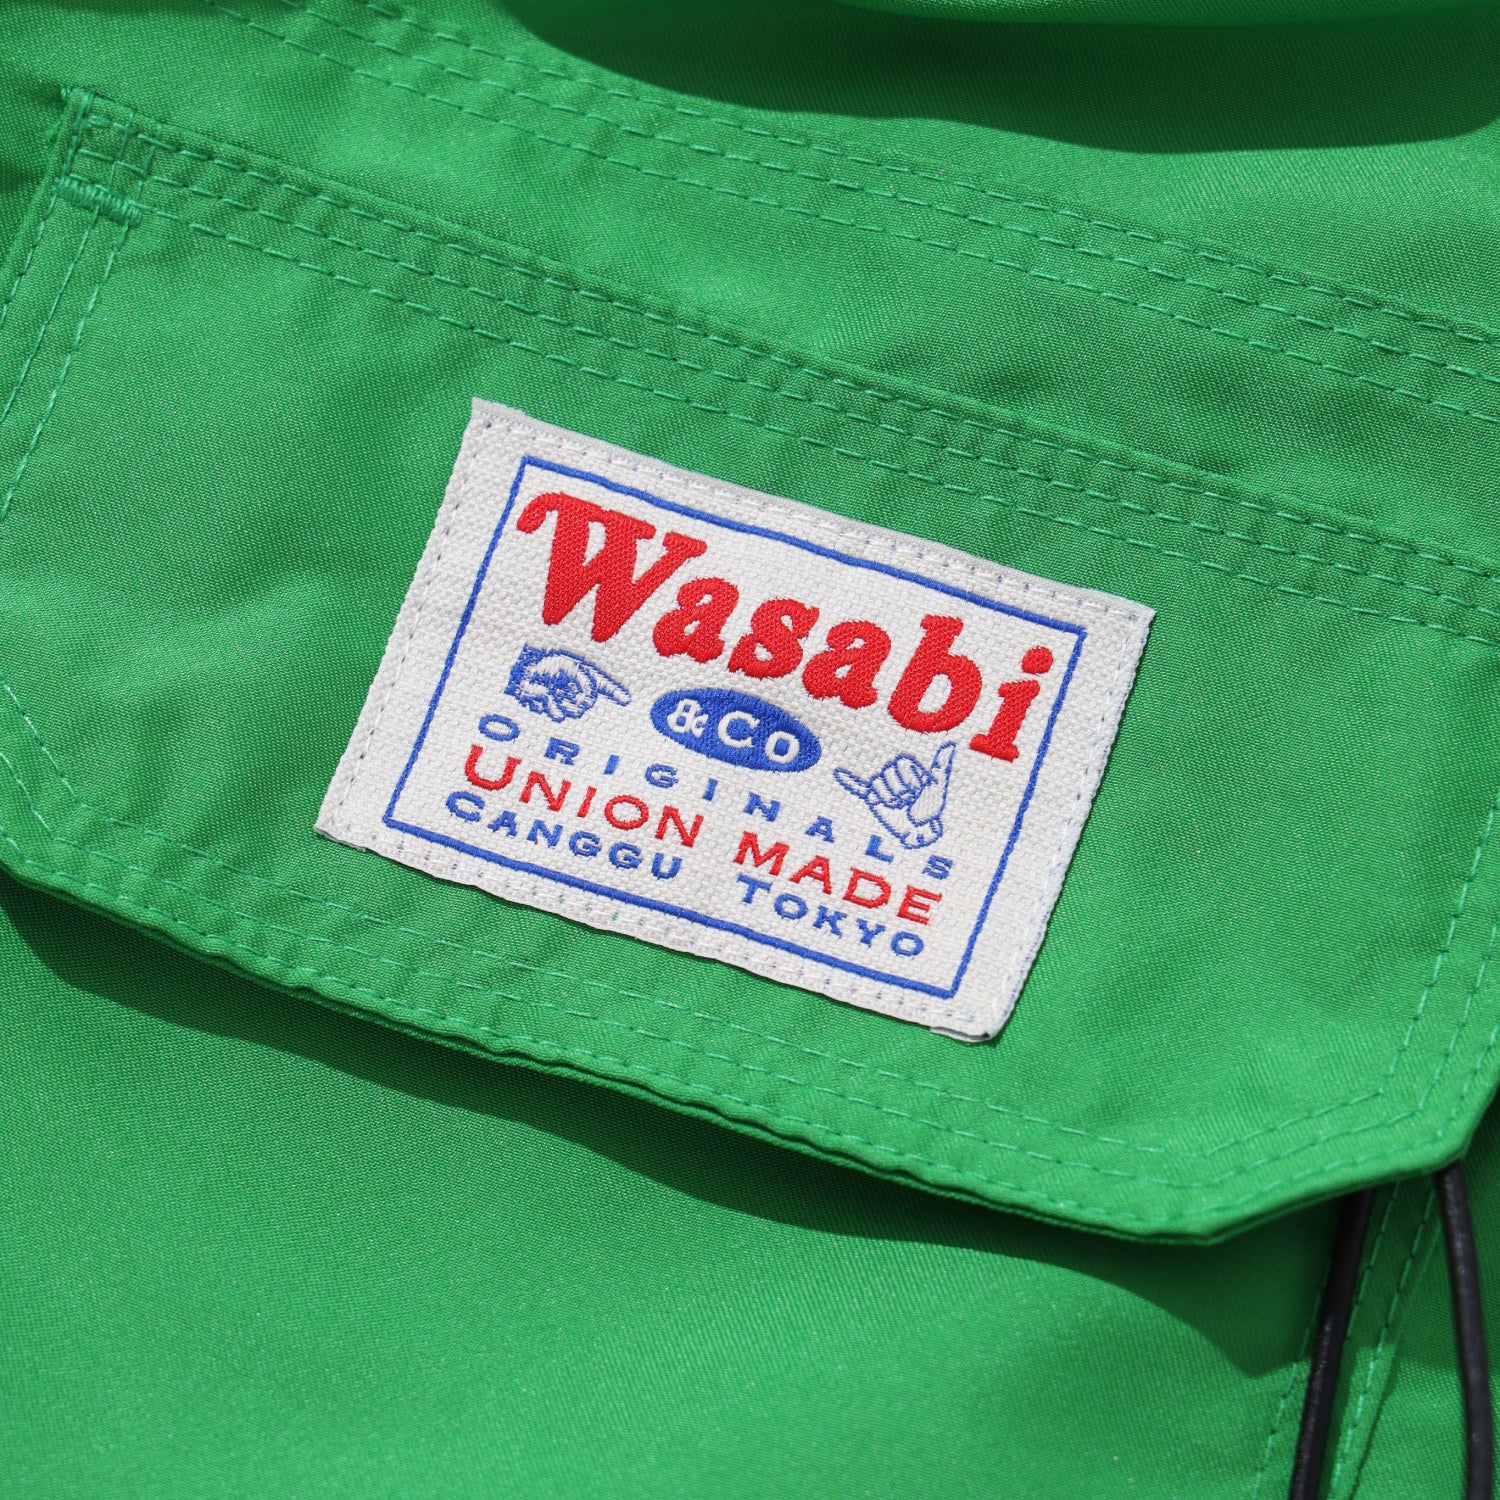 Wasabi
&Co
ORIGINALS
UNION MADE
CANGGU TOKYO